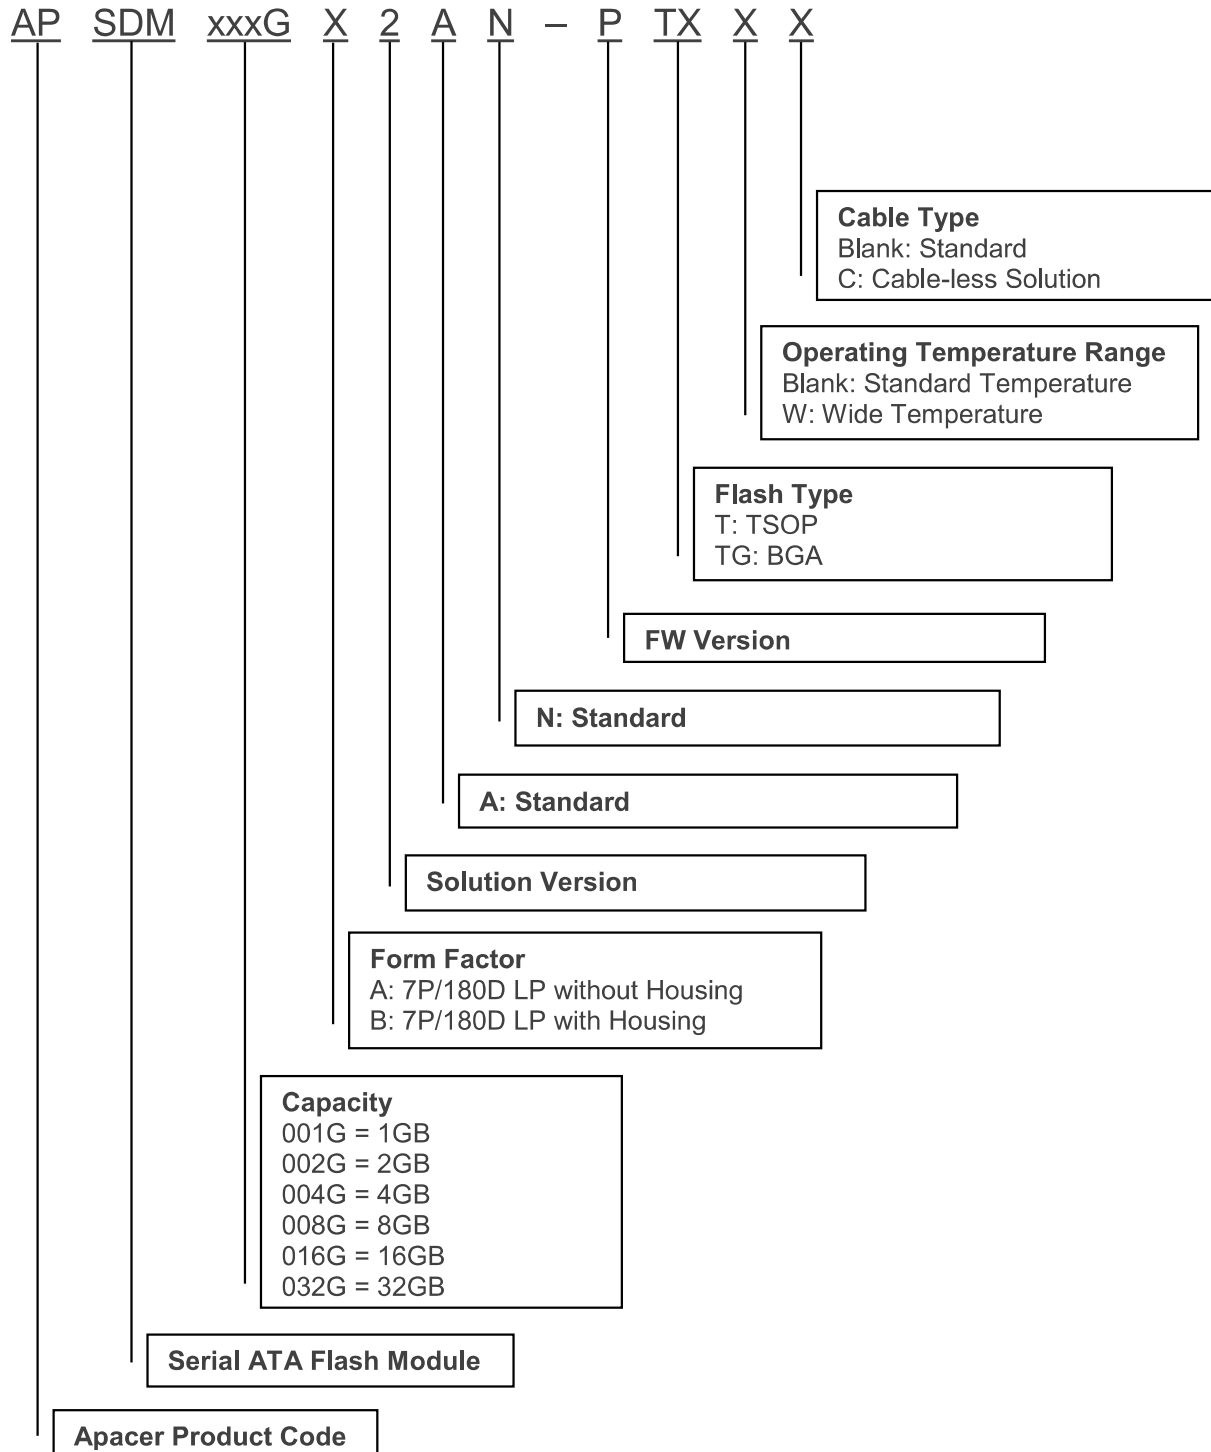 AP SDM xxxG X 2 A N – P TX X X
Cable Type
Blank: Standard
C: Cable-less Solution
Operating Temperature Range
Blank: Standard Temperature
W: Wide Temperature
Flash Type
T: TSOP
TG: BGA
FW Version
N: Standard
A: Standard
Solution Version
Form Factor
A: 7P/180D LP without Housing
B: 7P/180D LP with Housing
Capacity
001G = 1GB
002G = 2GB
004G = 4GB
008G = 8GB
016G = 16GB
032G = 32GB
Serial ATA Flash Module
Apacer Product Code